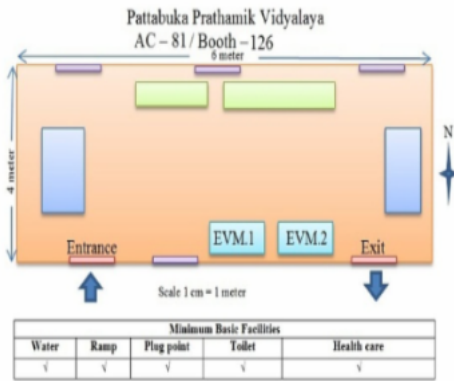 Pattabuka Prathamik Vidyalaya
AC – 81 / Booth –126
6 meter
4 meter
N
EVM.1 EVM.2
Entrance Exit
Scale 1 cm = 1 meter
Minimum Basic Facilities
Water Ramp Plug point Toilet Health care
√ √ √ √ √